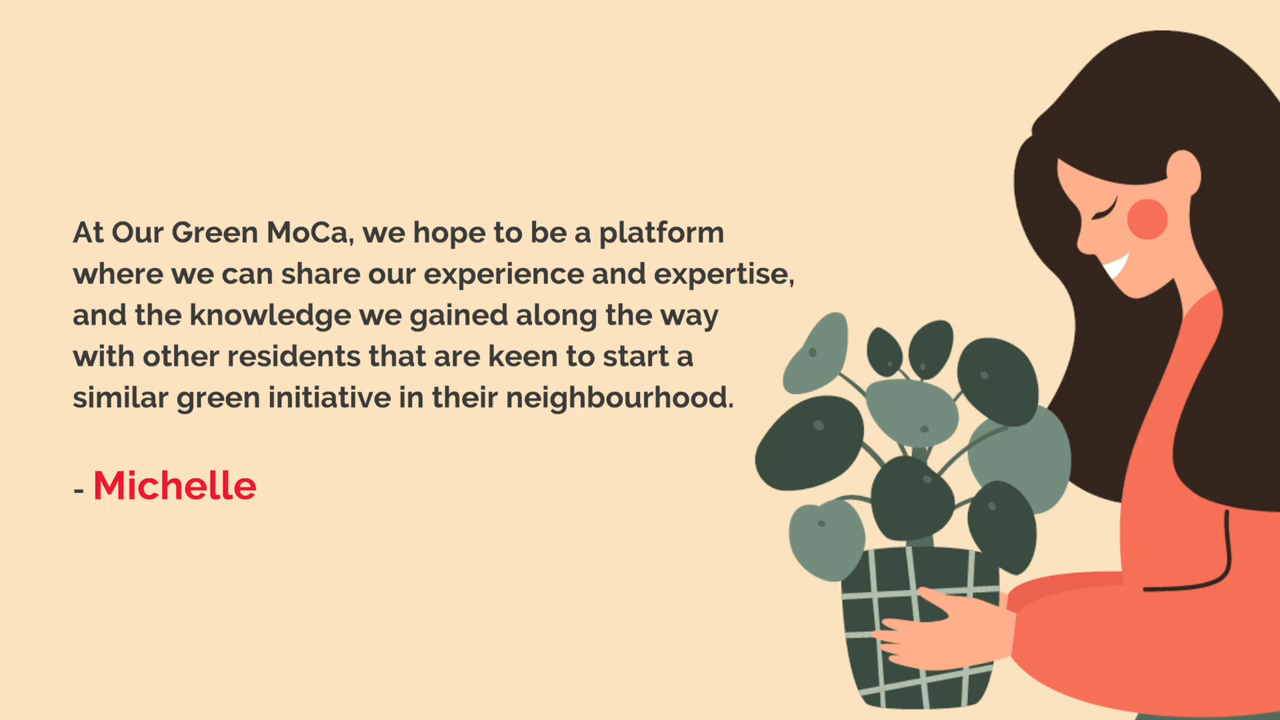 At Our Green MoCa, we hope to be a platform
where we can share our experience and expertise,
and the knowledge we gained along the way
with other residents that are keen to start a
similar green initiative in their neighbourhood.
- Michelle